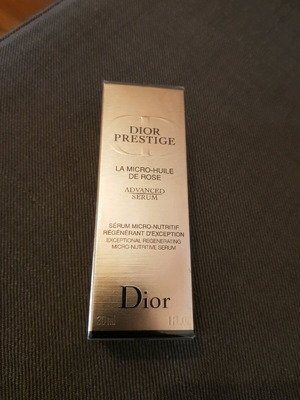 DIOR
PRESTIGE
LA MICRO-HUILE
DE ROSE
ADVANCED
SERUM
SÉRUM MICRO-NUTRITIF
RÉGÉNÉRANT D'EXCEPTION
EXCEPTIONAL REGENERATING
MICRO-NUTRITIVE SERUM
Dior